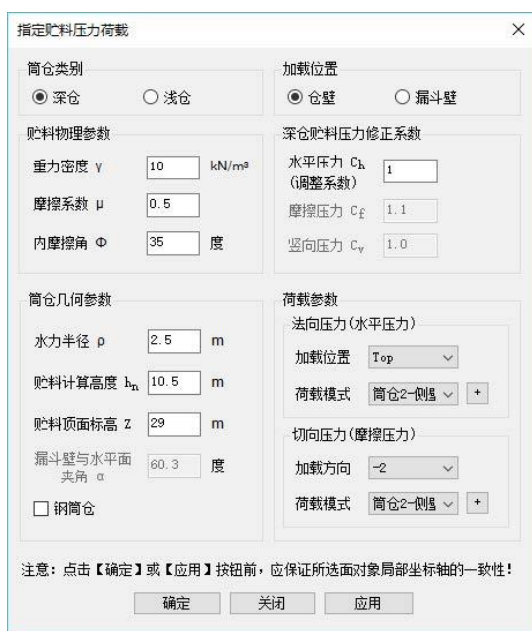 指定贮料压力荷载
筒仓类别
深仓
浅仓
加载位置
仓壁
漏斗壁
贮料物理参数
重力密度 γ
10
kN/m³
摩擦系数 μ
0.5
内摩擦角 Φ
35
度
深仓贮料压力修正系数
水平压力 Ch
(调整系数)
1
摩擦压力 Cf
1.1
竖向压力 Cv
1.0
筒仓几何参数
水力半径 ρ
2.5
m
贮料计算高度 hn
10.5
m
贮料顶面标高 Z
29
m
漏斗壁与水平面
夹角 α
60.3
度
钢筒仓
荷载参数
法向压力(水平压力)
加载位置
Top
荷载模式
筒仓2-侧
+
切向压力(摩擦压力)
加载方向
-2
荷载模式
筒仓2-侧
+
注意: 点击【确定】或【应用】按钮前, 应保证所选面对象局部坐标轴的一致性!
确定
关闭
应用